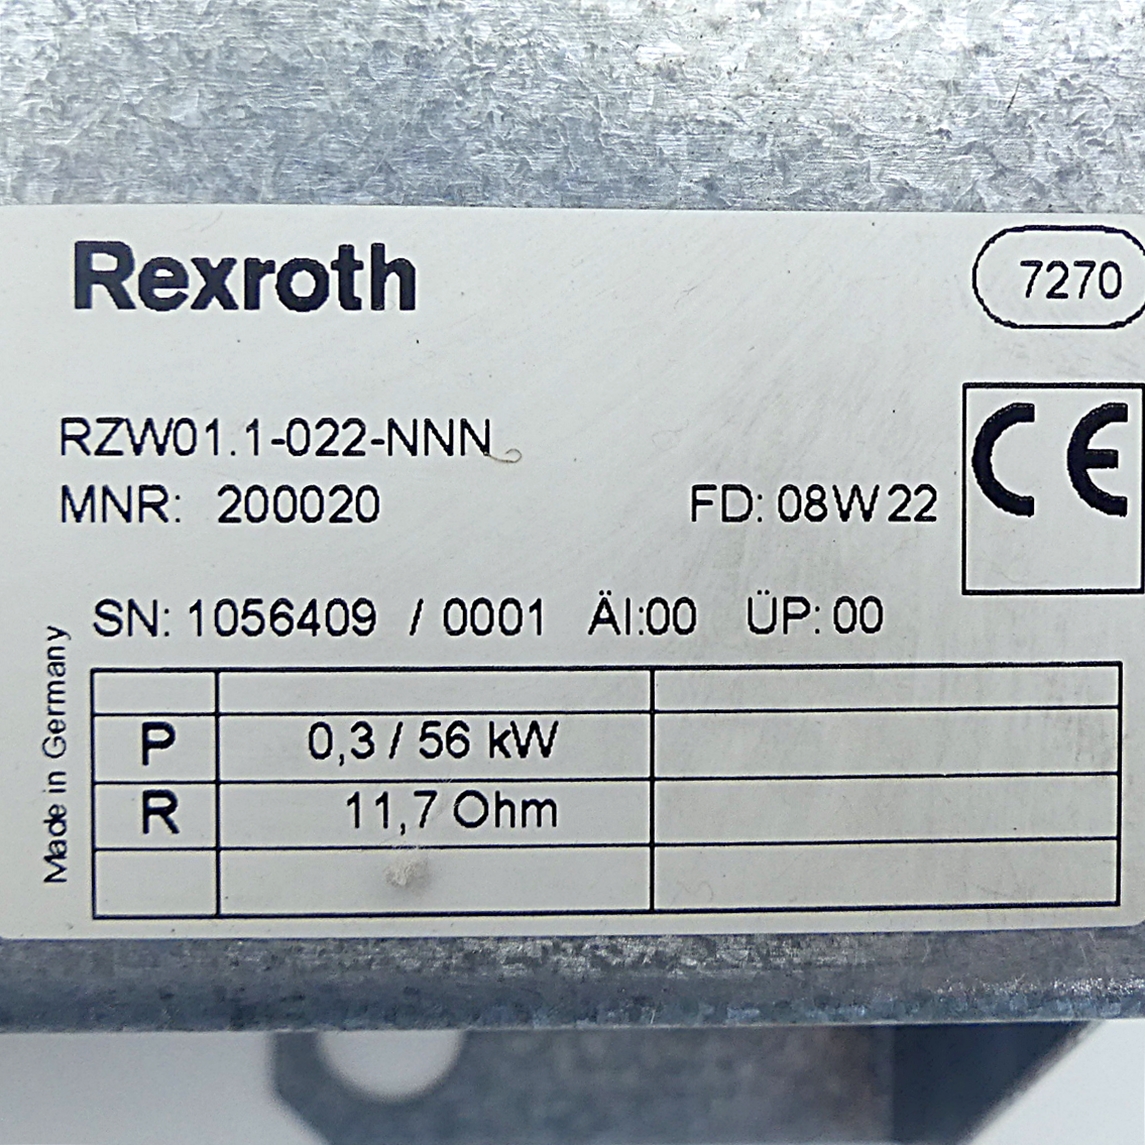 Rexroth
7270
RZW01.1-022-NNN
MNR: 200020 FD: 08W22
CE
SN: 1056409 / 0001 ÄI:00 ÜP: 00
Made in Germany
P 0,3 / 56 kW
R 11,7 Ohm